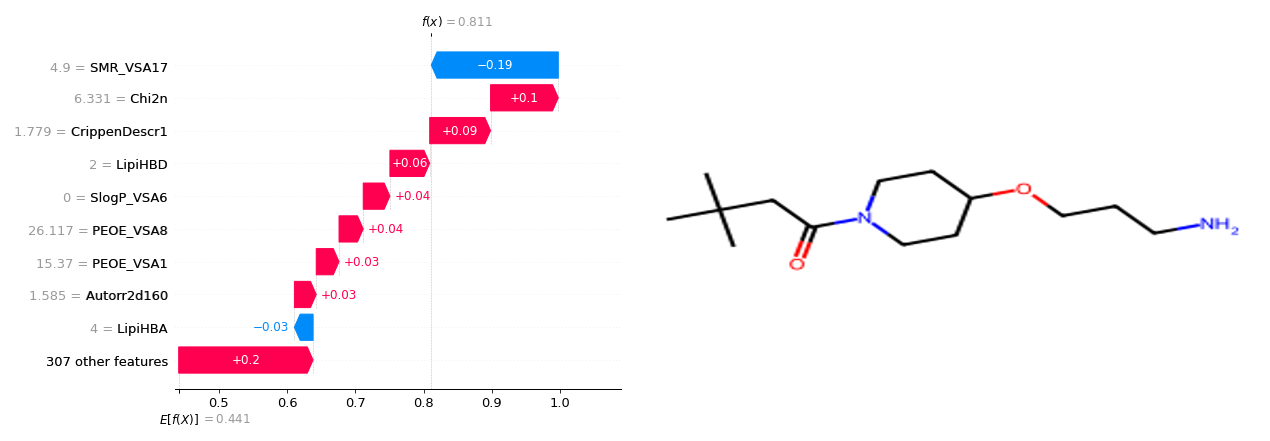 f(x) = 0.811
4.9 = SMR_VSA17
−0.19
6.331 = Chi2n
+0.1
1.779 = CrippenDescr1
+0.09
2 = LipiHBD
+0.06
0 = SlogP_VSA6
+0.04
26.117 = PEOE_VSA8
+0.04
15.37 = PEOE_VSA1
+0.03
1.585 = Autorr2d160
+0.03
4 = LipiHBA
−0.03
307 other features
+0.2
0.5 0.6 0.7 0.8 0.9 1.0
E[f(X)] = 0.441
N
O
O
NH₂